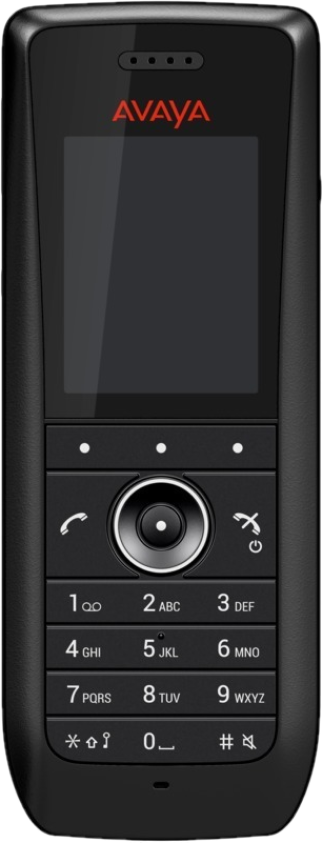 AVAYA
1 2 ABC 3 DEF
4 GHI 5 JKL 6 MNO
7 PQRS 8 TUV 9 WXYZ
* 0 #